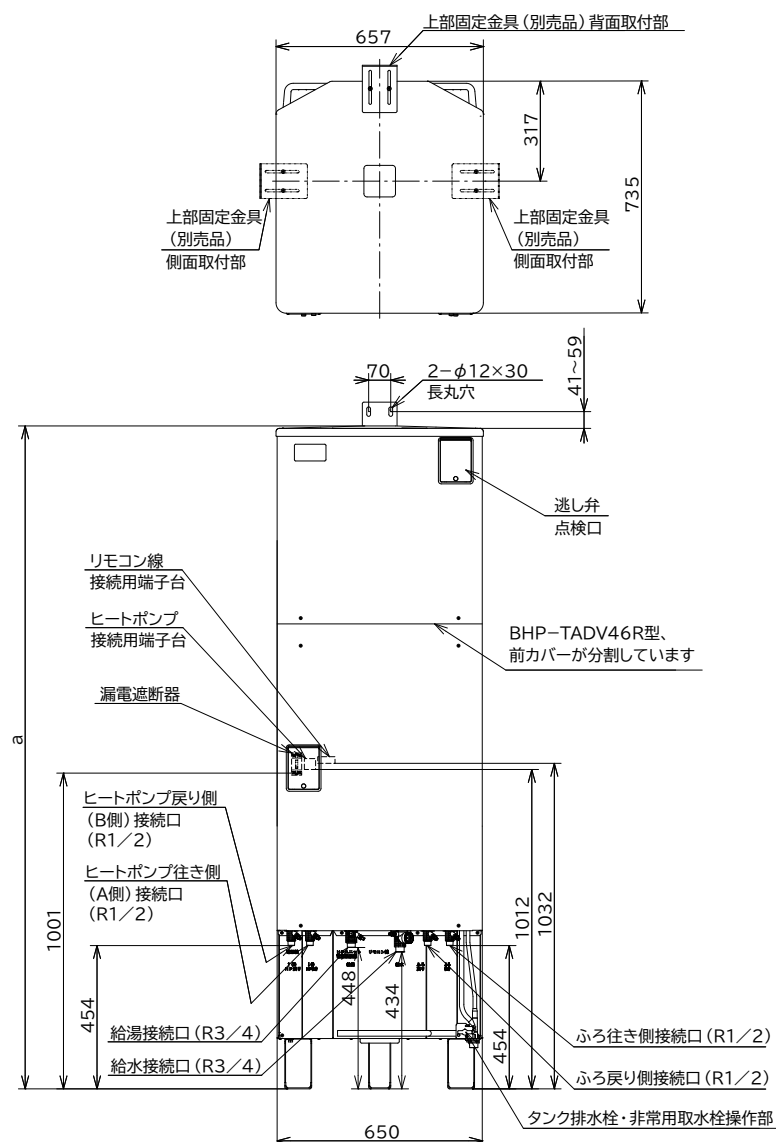 上部固定金具(別売品)背面取付部
657
317
735
上部固定金具
(別売品)
側面取付部
上部固定金具
(別売品)
側面取付部
70
2-φ12×30
長丸穴
41~59
逃し弁
点検口
リモコン線
接続用端子台
ヒートポンプ
接続用端子台
BHP-TADV46R型、
前カバーが分割しています
漏電遮断器
a
ヒートポンプ戻り側
(B側)接続口
(R1/2)
ヒートポンプ往き側
(A側)接続口
(R1/2)
1001
1012
1032
454
448
434
454
給湯接続口(R3/4)
給水接続口(R3/4)
ふろ往き側接続口(R1/2)
ふろ戻り側接続口(R1/2)
タンク排水栓・非常用取水栓操作部
650